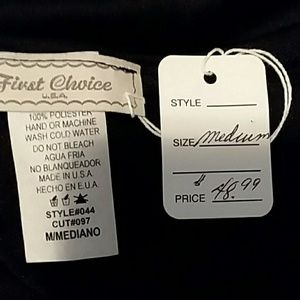 First Choice
U.S.A.
100% POLIESTER
HAND OR MACHINE
WASH COLD WATER
DO NOT BLEACH
AGUA FRIA
NO BLANQUEADOR
MADE IN U.S.A.
HECHO EN E.U.A.
STYLE#044
CUT#097
M/MEDIANO
STYLE
SIZE Medium
PRICE $ 48.99